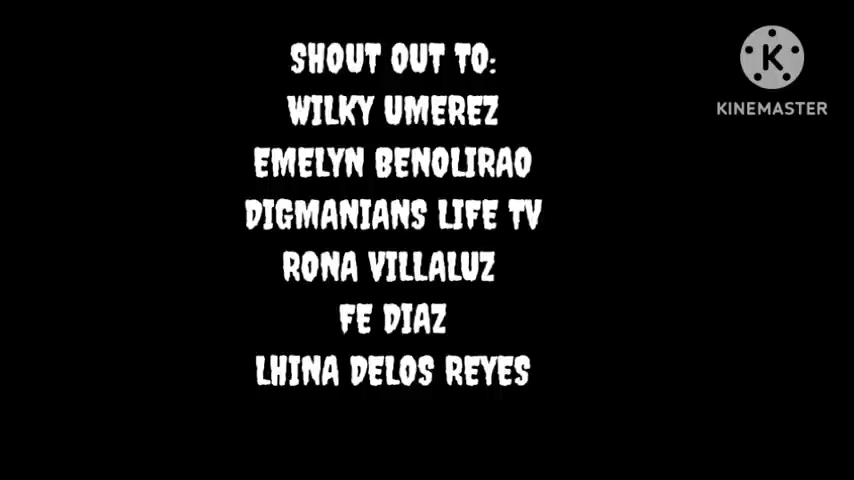 SHOUT OUT TO:
WILKY UMEREZ
EMELYN BENOLIRAO
DIGMANIANS LIFE TV
RONA VILLALUZ
FE DIAZ
LHINA DELOS REYES
K
KINEMASTER